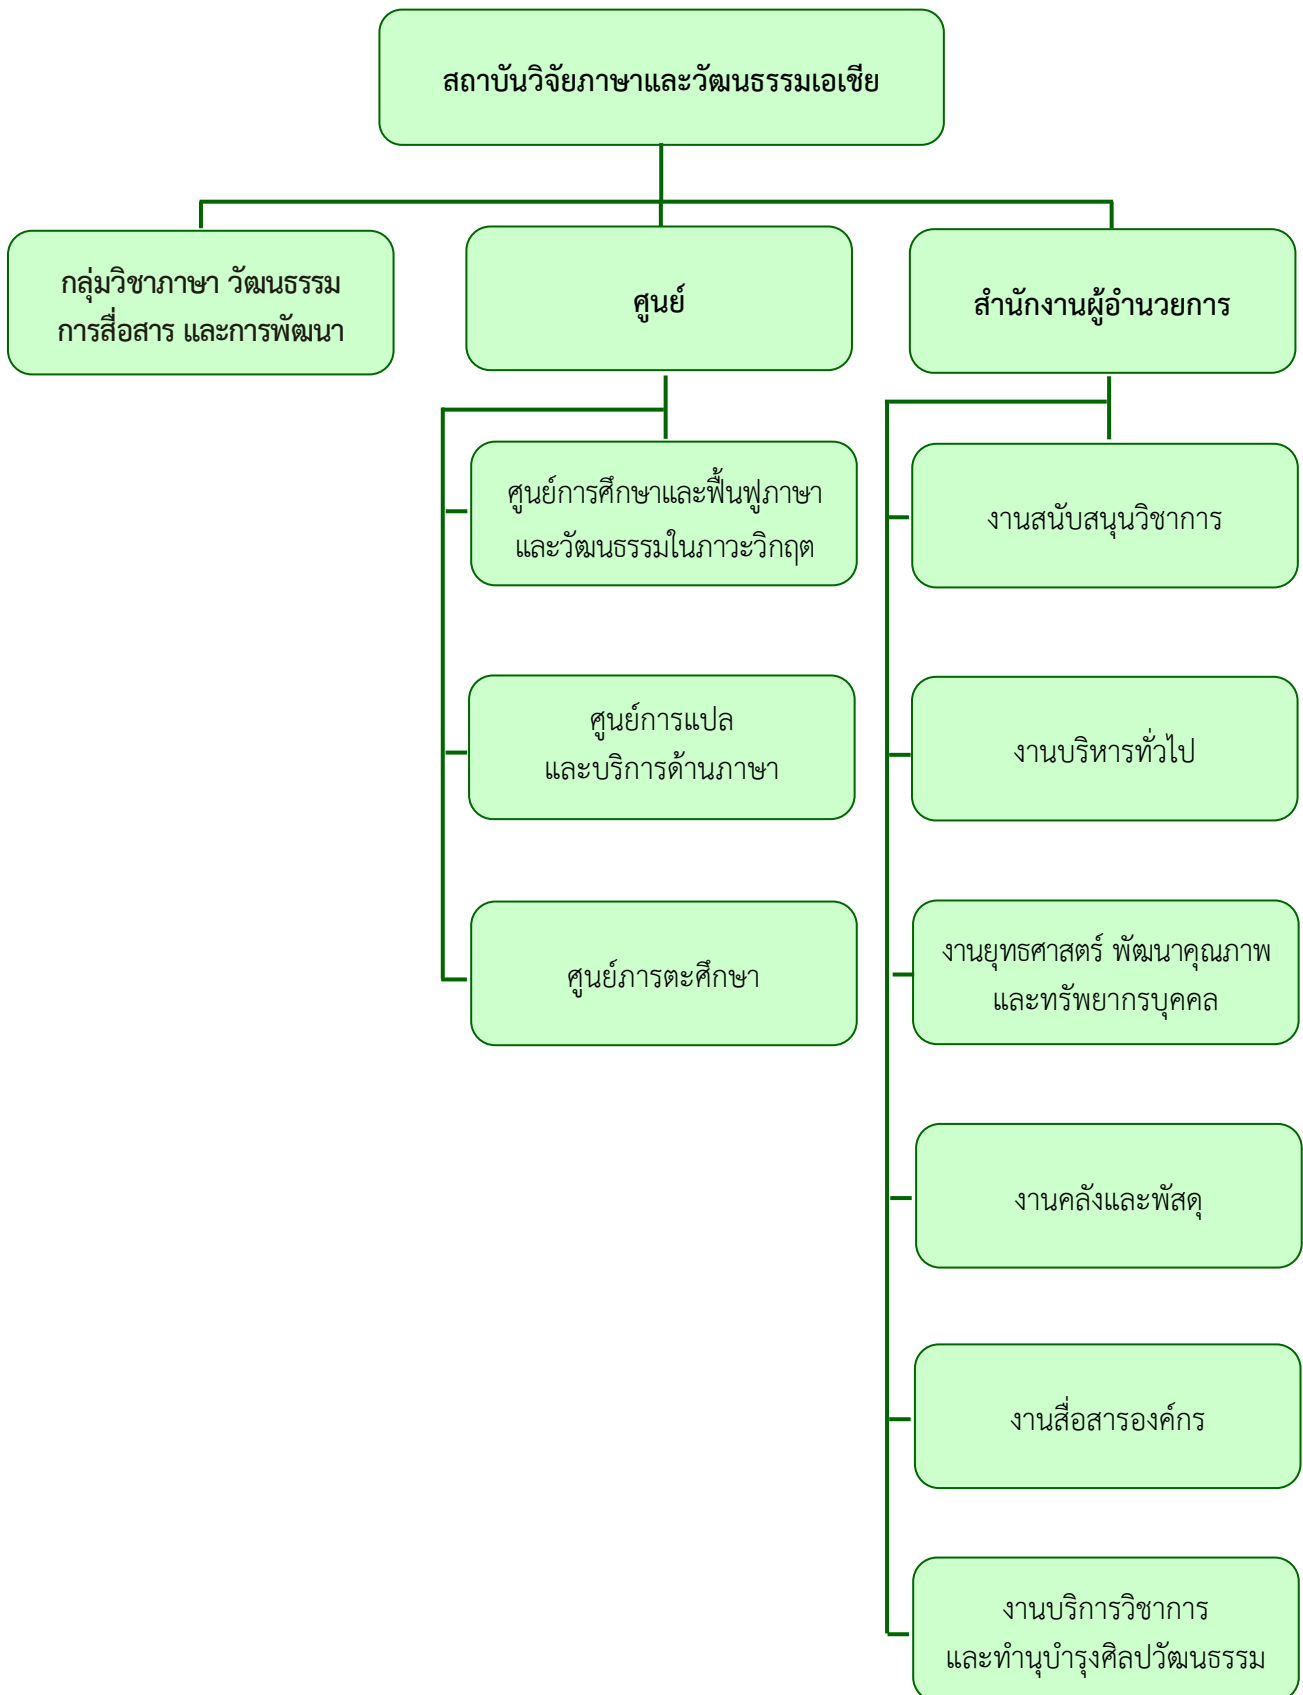 สถาบันวิจัยภาษาและวัฒนธรรมเอเชีย
กลุ่มวิชาภาษา วัฒนธรรม
การสื่อสาร และการพัฒนา
ศูนย์
สำนักงานผู้อำนวยการ
ศูนย์การศึกษาและฟื้นฟูภาษา
และวัฒนธรรมในภาวะวิกฤต
ศูนย์การแปล
และบริการด้านภาษา
ศูนย์ภารตะศึกษา
งานสนับสนุนวิชาการ
งานบริหารทั่วไป
งานยุทธศาสตร์ พัฒนาคุณภาพ
และทรัพยากรบุคคล
งานคลังและพัสดุ
งานสื่อสารองค์กร
งานบริการวิชาการ
และทำนุบำรุงศิลปวัฒนธรรม